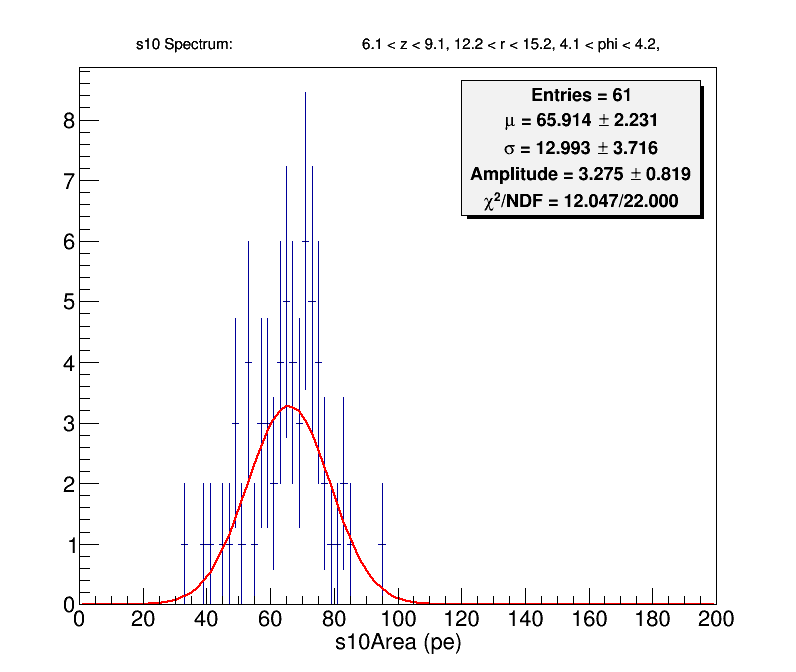 s10 Spectrum: 6.1 < z < 9.1, 12.2 < r < 15.2, 4.1 < phi < 4.2,
Entries = 61
μ = 65.914 ± 2.231
σ = 12.993 ± 3.716
Amplitude = 3.275 ± 0.819
χ²/NDF = 12.047/22.000
8
7
6
5
4
3
2
1
0
0 20 40 60 80 100 120 140 160 180 200
s10Area (pe)